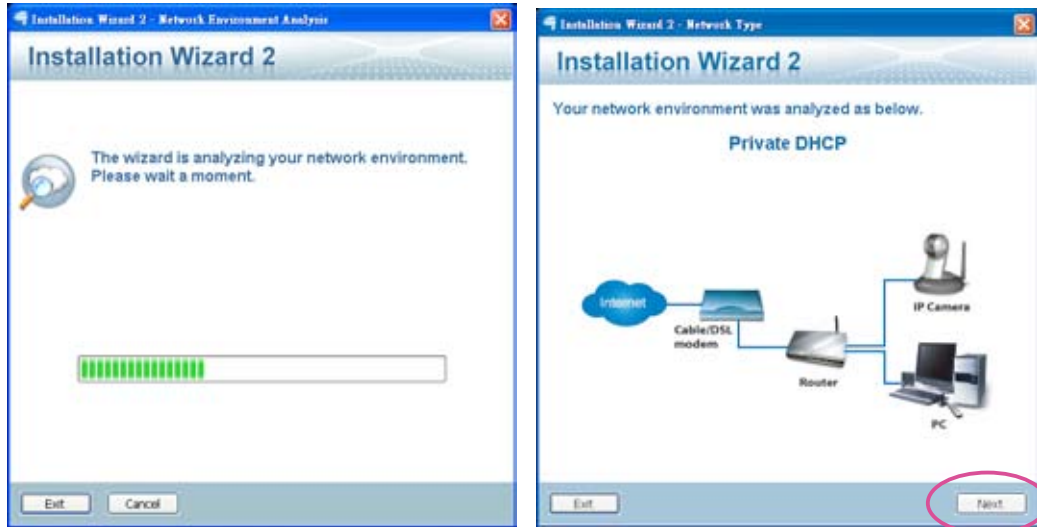 Installation Wizard 2 - Network Environment Analysis
Installation Wizard 2
The wizard is analyzing your network environment.
Please wait a moment.
Exit
Cancel
Installation Wizard 2 - Network Type
Installation Wizard 2
Your network environment was analyzed as below.
Private DHCP
Internet
Cable/DSL
modem
Router
IP Camera
PC
Exit
Next